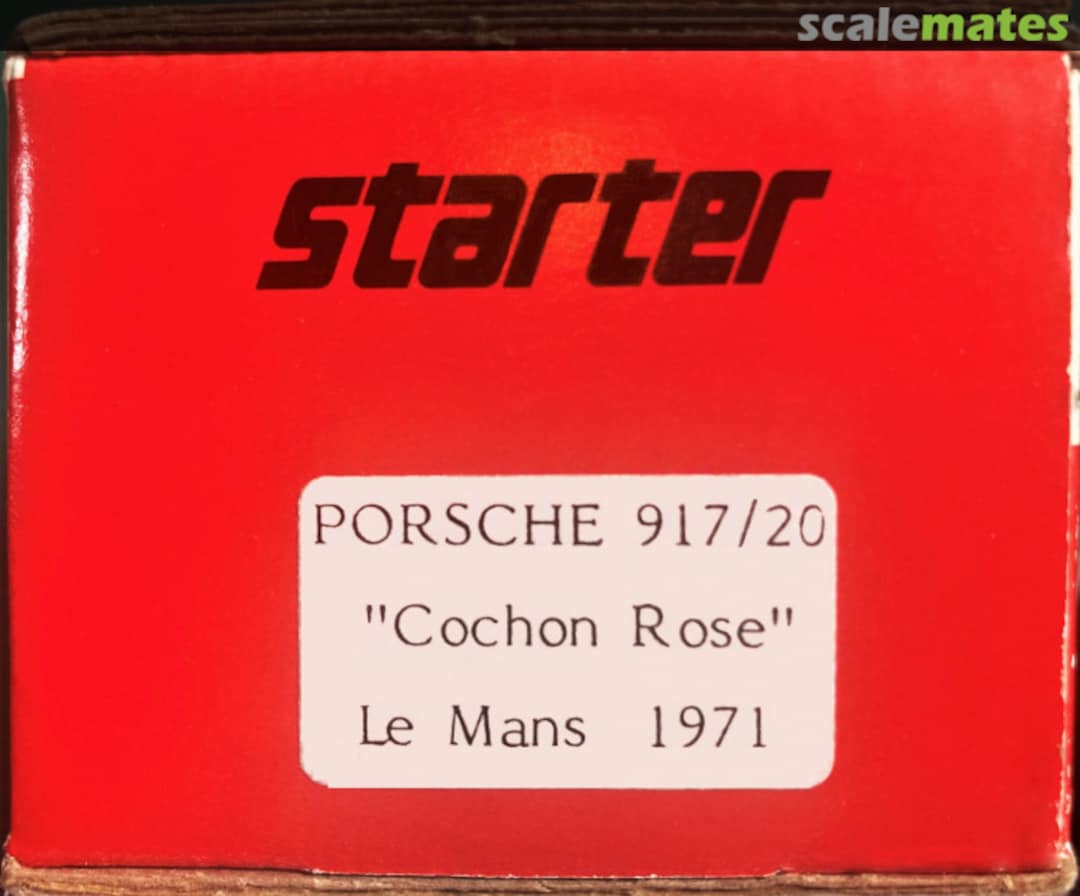 scalemates
starter
PORSCHE 917/20
"Cochon Rose"
Le Mans 1971